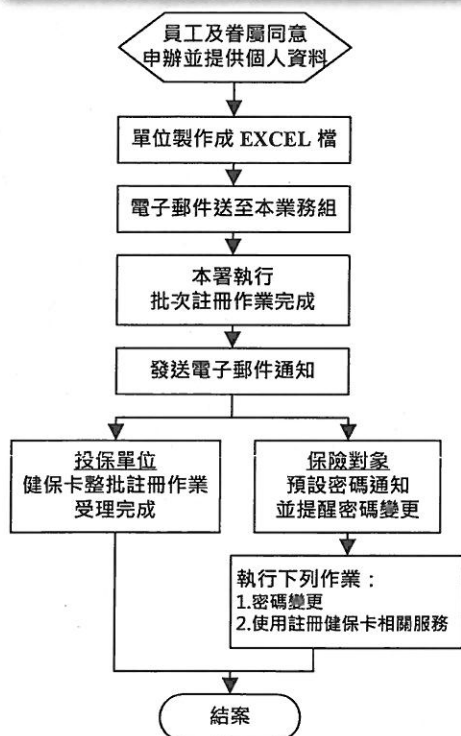 員工及眷屬同意
申辦並提供個人資料
單位製作成 EXCEL 檔
電子郵件送至本業務組
本署執行
批次註冊作業完成
發送電子郵件通知
投保單位
健保卡整批註冊作業
受理完成
保險對象
預設密碼通知
並提醒密碼變更
執行下列作業：
1.密碼變更
2.使用註冊健保卡相關服務
結案